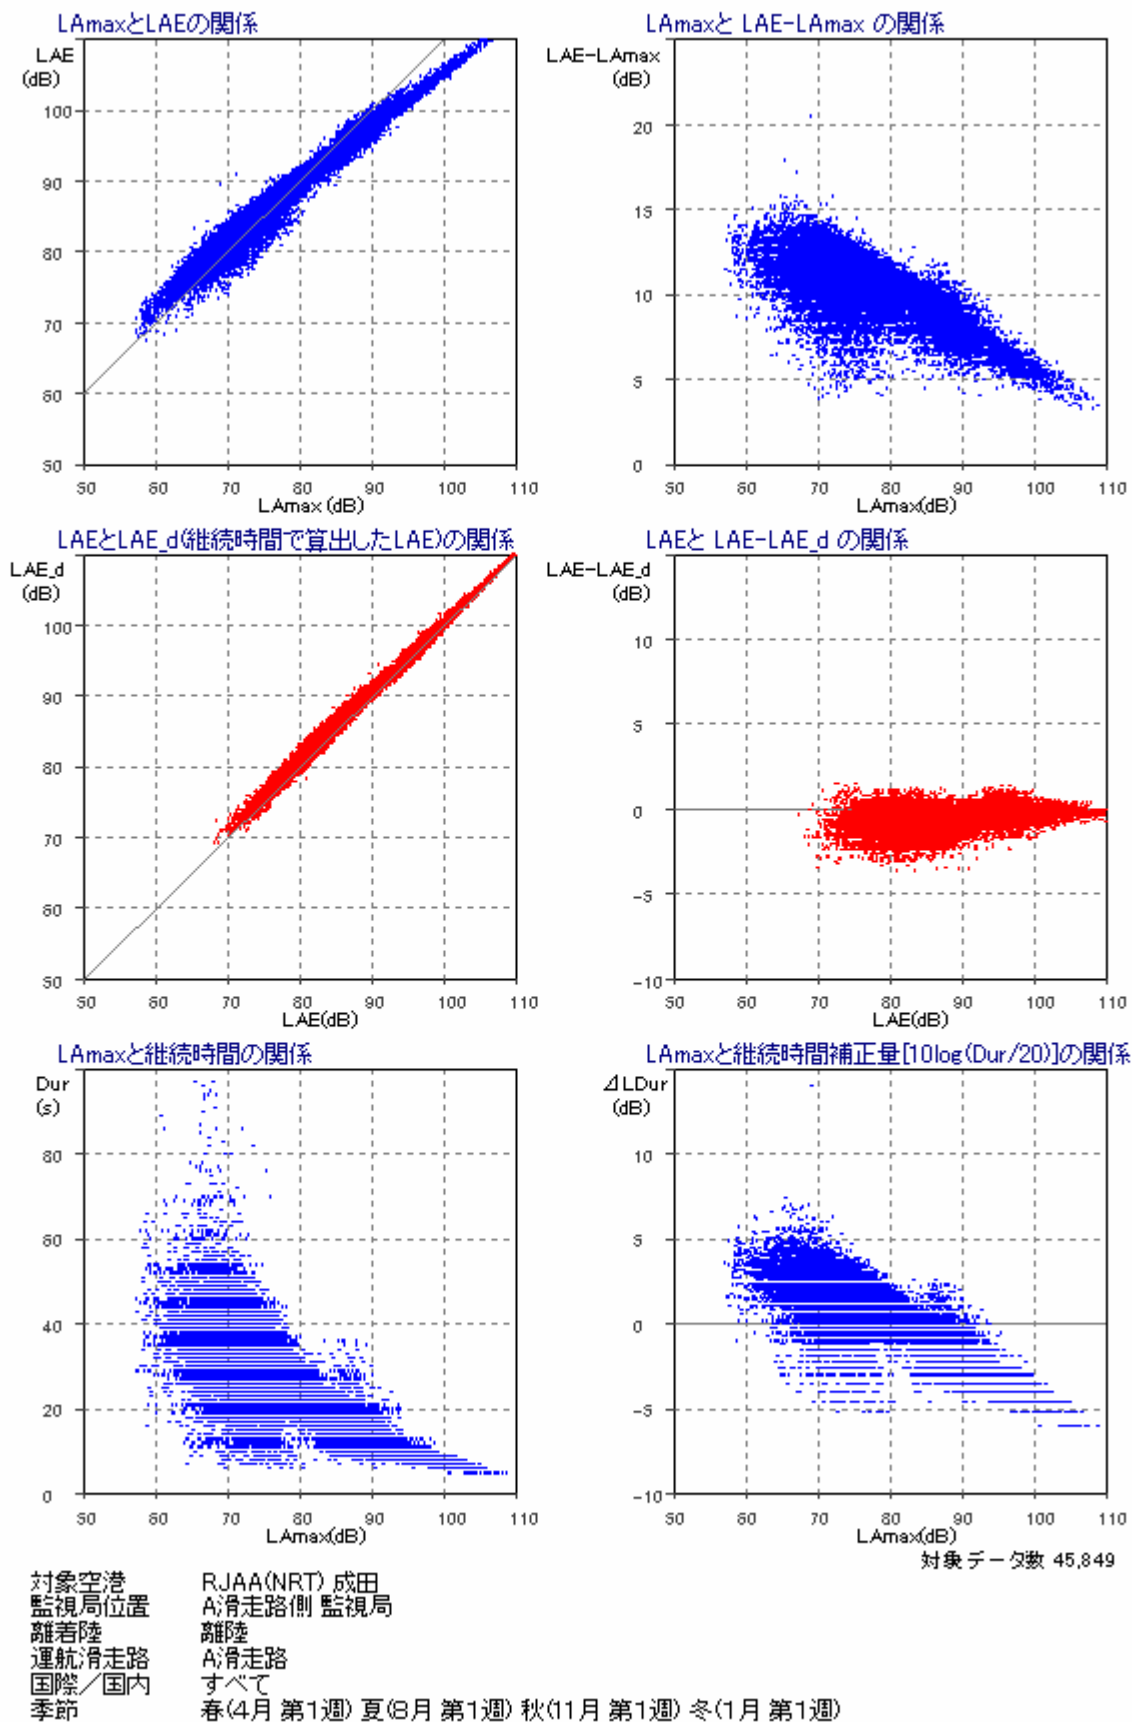 LAmaxとLAEの関係
LAE
(dB)
100
90
80
70
60
50
50 60 70 80 90 100 110
LAmax(dB)
LAmaxと LAE-LAmax の関係
LAE-LAmax
(dB)
20
15
10
5
0
50 60 70 80 90 100 110
LAmax(dB)
LAEとLAE_d(継続時間で算出したLAE)の関係
LAE_d
(dB)
100
90
80
70
60
50
50 60 70 80 90 100 110
LAE(dB)
LAEと LAE-LAE_d の関係
LAE-LAE_d
(dB)
10
5
0
-5
-10
50 60 70 80 90 100 110
LAE(dB)
LAmaxと継続時間の関係
Dur
(s)
80
60
40
20
0
50 60 70 80 90 100 110
LAmax(dB)
LAmaxと継続時間補正量[10log(Dur/20)]の関係
⊿LDur
(dB)
10
5
0
-5
-10
50 60 70 80 90 100 110
LAmax(dB)
対象データ数 45,849
対象空港 RJAA(NRT) 成田
監視局位置 A滑走路側 監視局
離着陸 離陸
運航滑走路 A滑走路
国際／国内 すべて
季節 春(4月 第1週) 夏(8月 第1週) 秋(11月 第1週) 冬(1月 第1週)